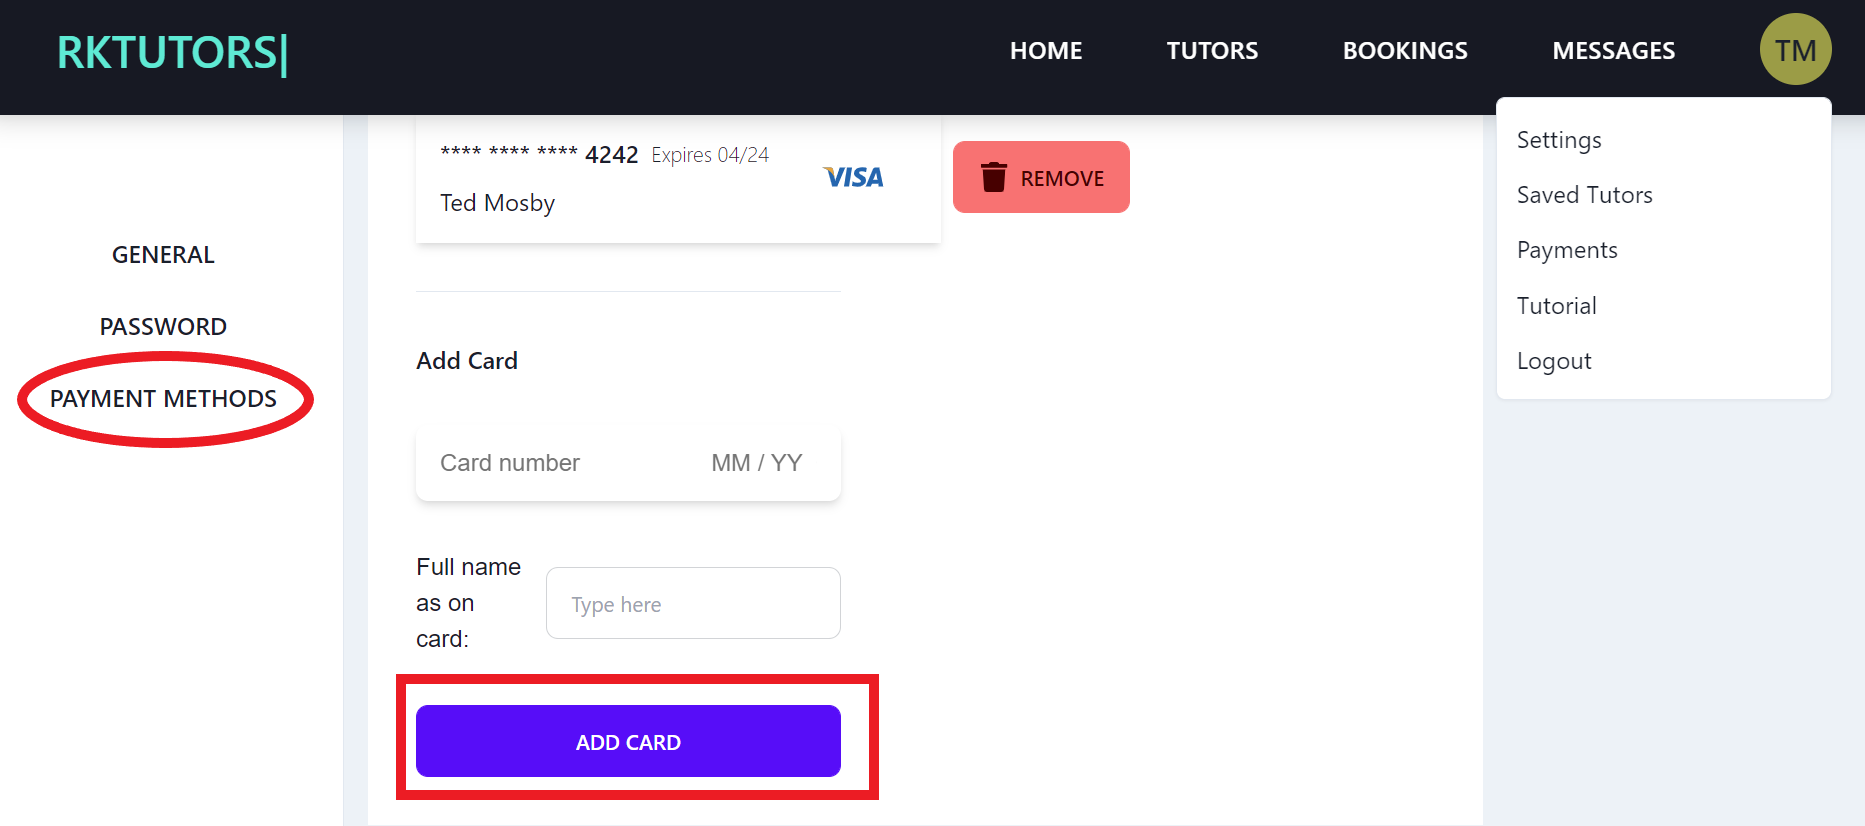 RKTUTORS|
HOME
TUTORS
BOOKINGS
MESSAGES
TM
Settings
Saved Tutors
Payments
Tutorial
Logout
GENERAL
PASSWORD
PAYMENT METHODS
**** **** **** 4242 Expires 04/24
VISA
Ted Mosby
REMOVE
Add Card
Card number MM / YY
Full name
as on
card:
Type here
ADD CARD